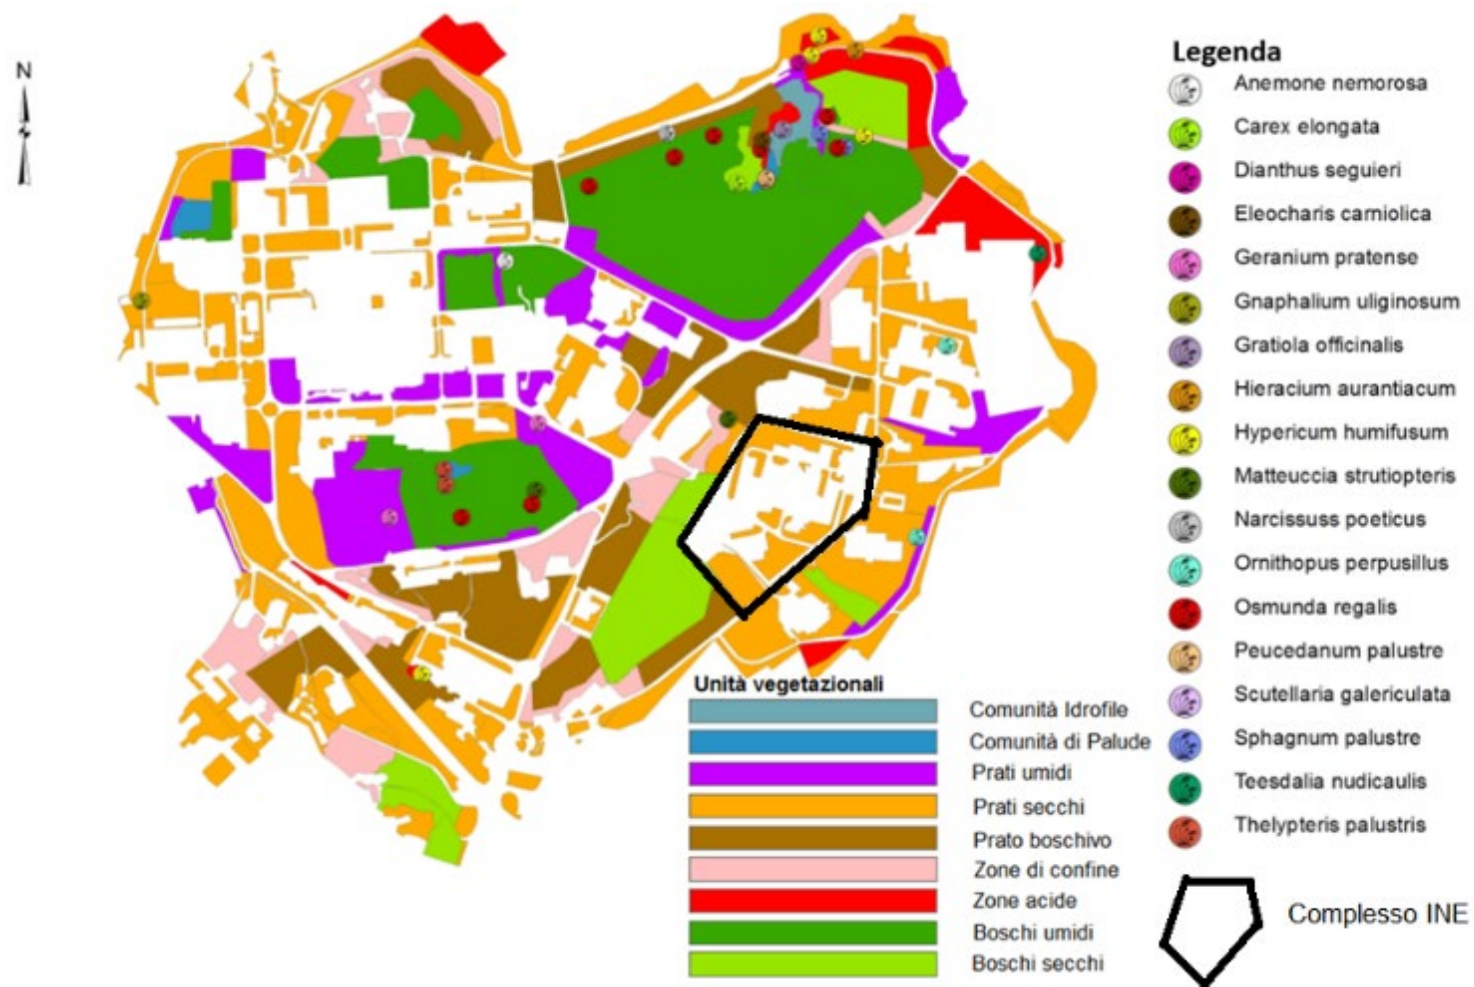 N
Legenda
Anemone nemorosa
Carex elongata
Dianthus seguieri
Eleocharis carniolica
Geranium pratense
Gnaphalium uliginosum
Gratiola officinalis
Hieracium aurantiacum
Hypericum humifusum
Matteuccia strutiopteris
Narcissuss poeticus
Ornithopus perpusillus
Osmunda regalis
Peucedanum palustre
Scutellaria galericulata
Sphagnum palustre
Teesdalia nudicaulis
Thelypteris palustris
Complesso INE
Unità vegetazionali
Comunità Idrofile
Comunità di Palude
Prati umidi
Prati secchi
Prato boschivo
Zone di confine
Zone acide
Boschi umidi
Boschi secchi